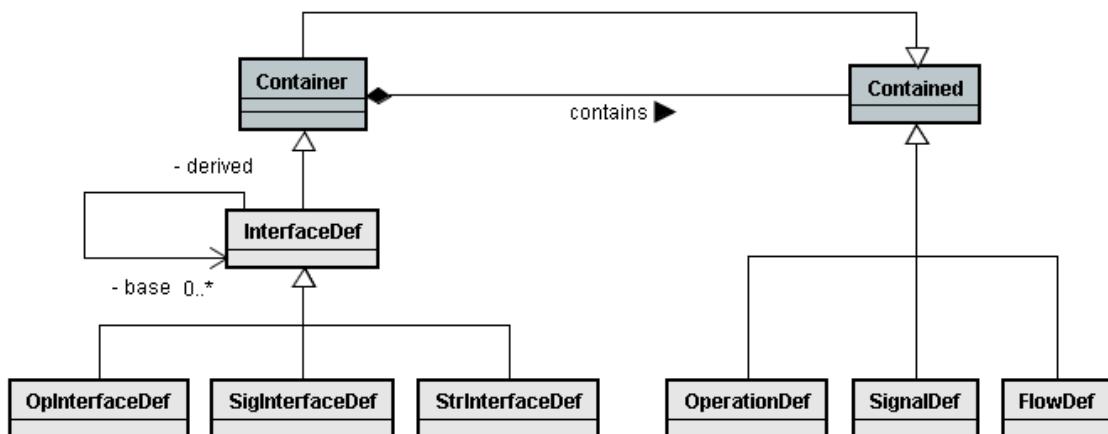 Container
Contained
contains ▶
- derived
InterfaceDef
- base 0..*
OpInterfaceDef
SigInterfaceDef
StrInterfaceDef
OperationDef
SignalDef
FlowDef